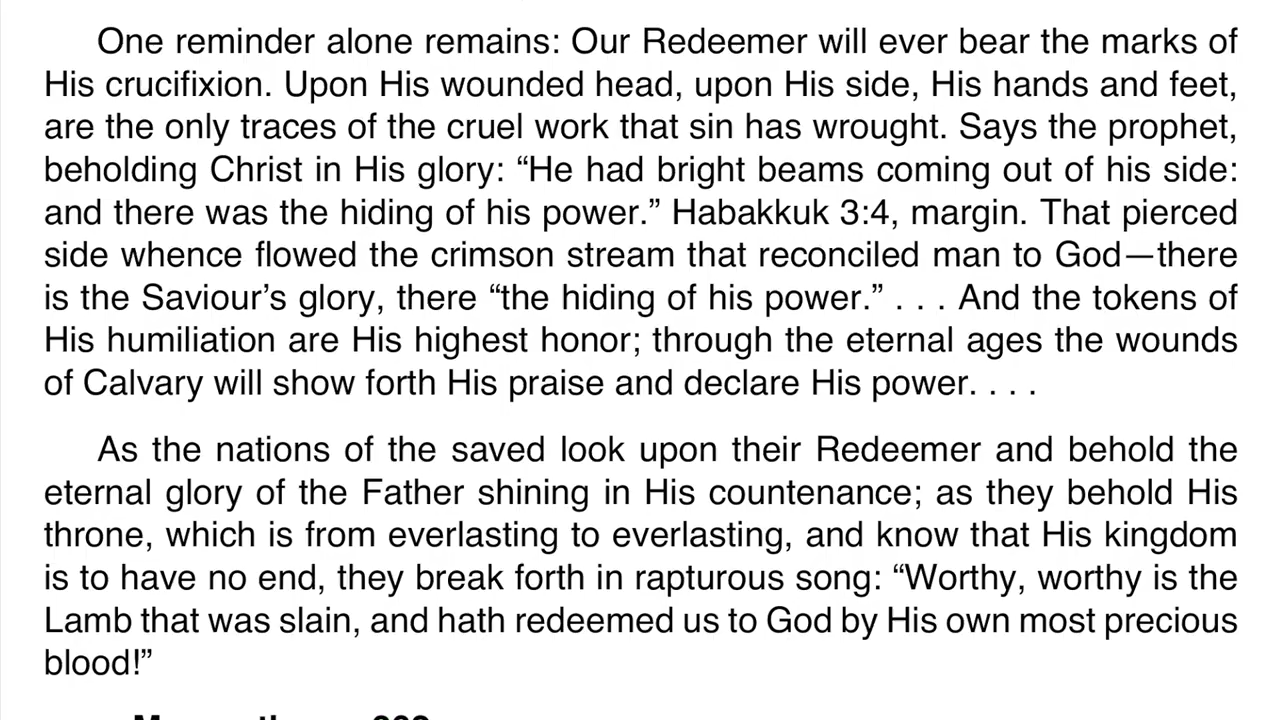 One reminder alone remains: Our Redeemer will ever bear the marks of
His crucifixion. Upon His wounded head, upon His side, His hands and feet,
are the only traces of the cruel work that sin has wrought. Says the prophet,
beholding Christ in His glory: “He had bright beams coming out of his side:
and there was the hiding of his power.” Habakkuk 3:4, margin. That pierced
side whence flowed the crimson stream that reconciled man to God—there
is the Saviour’s glory, there “the hiding of his power.” . . . And the tokens of
His humiliation are His highest honor; through the eternal ages the wounds
of Calvary will show forth His praise and declare His power. . . .
As the nations of the saved look upon their Redeemer and behold the
eternal glory of the Father shining in His countenance; as they behold His
throne, which is from everlasting to everlasting, and know that His kingdom
is to have no end, they break forth in rapturous song: “Worthy, worthy is the
Lamb that was slain, and hath redeemed us to God by His own most precious
blood!”